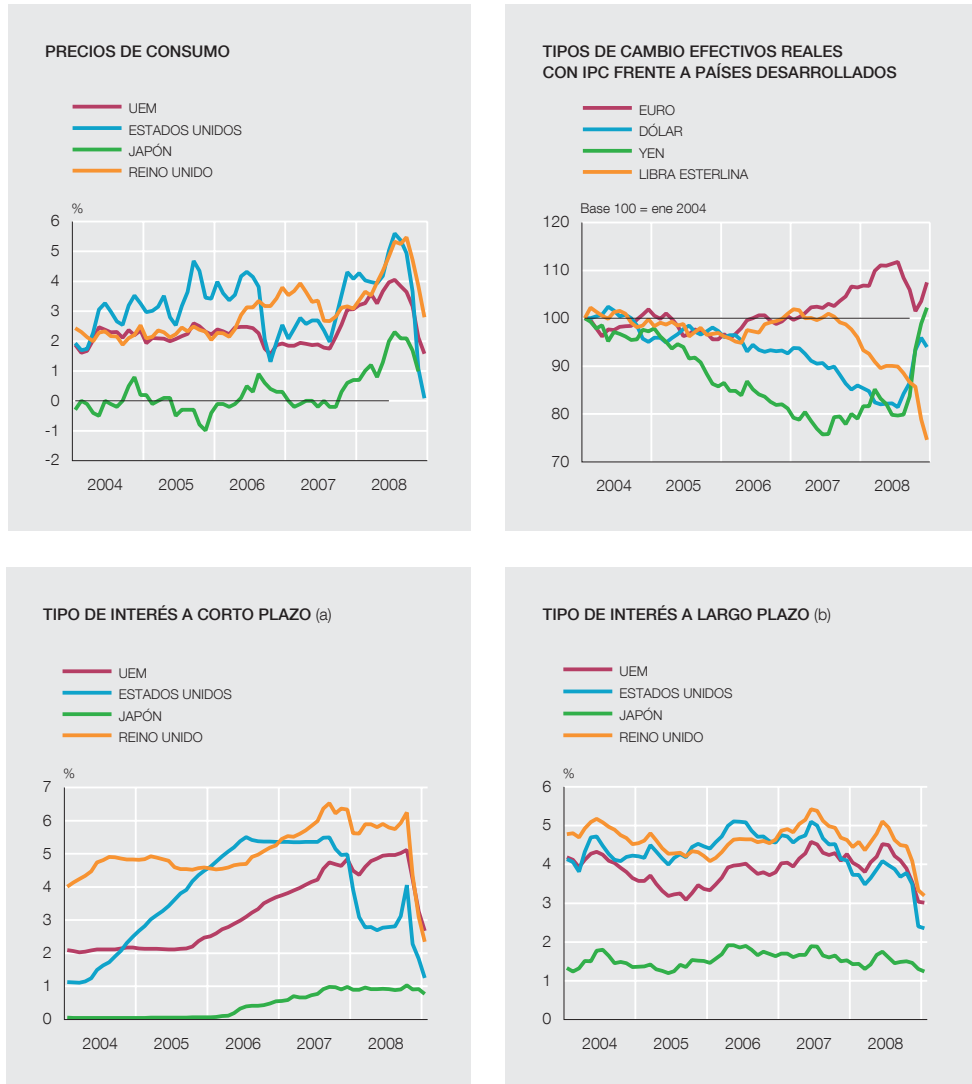 PRECIOS DE CONSUMO
UEM
ESTADOS UNIDOS
JAPÓN
REINO UNIDO
%
6
5
4
3
2
1
0
-1
-2
2004 2005 2006 2007 2008
TIPOS DE CAMBIO EFECTIVOS REALES
CON IPC FRENTE A PAÍSES DESARROLLADOS
EURO
DÓLAR
YEN
LIBRA ESTERLINA
Base 100 = ene 2004
120
110
100
90
80
70
2004 2005 2006 2007 2008
TIPO DE INTERÉS A CORTO PLAZO (a)
UEM
ESTADOS UNIDOS
JAPÓN
REINO UNIDO
%
7
6
5
4
3
2
1
0
2004 2005 2006 2007 2008
TIPO DE INTERÉS A LARGO PLAZO (b)
UEM
ESTADOS UNIDOS
JAPÓN
REINO UNIDO
%
6
5
4
3
2
1
0
2004 2005 2006 2007 2008